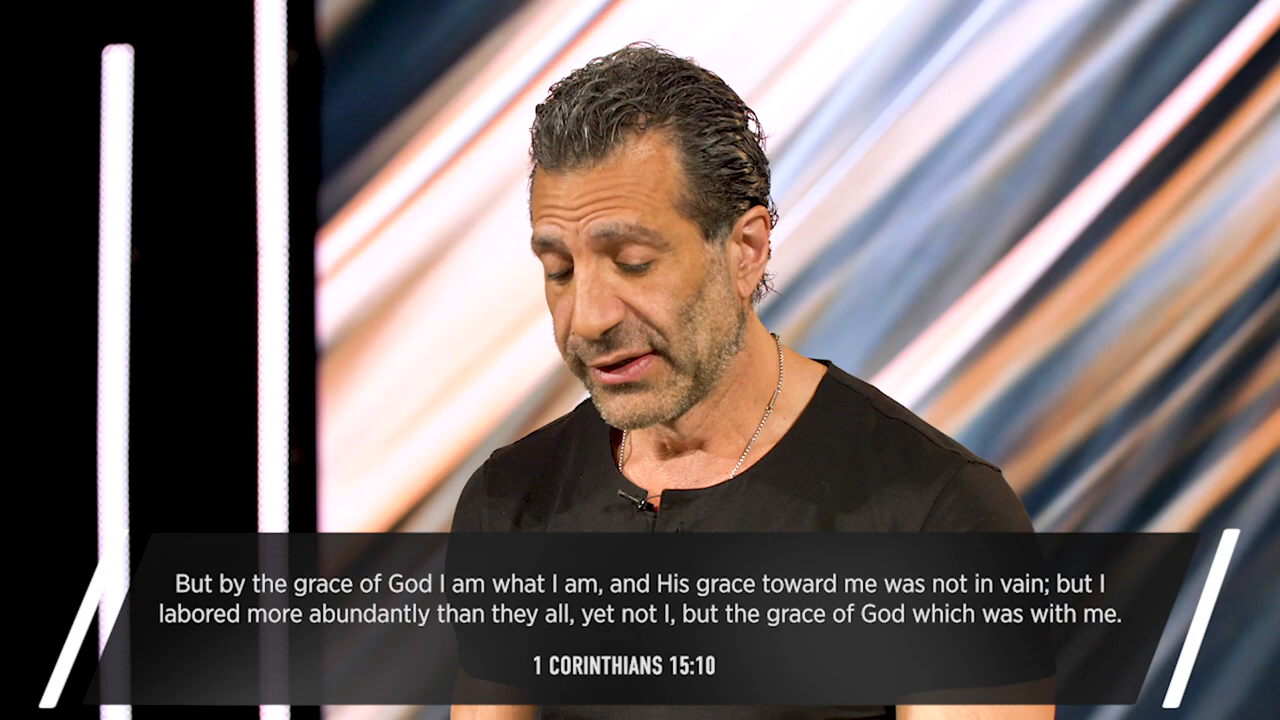 But by the grace of God I am what I am, and His grace toward me was not in vain; but I
labored more abundantly than they all, yet not I, but the grace of God which was with me.
1 CORINTHIANS 15:10